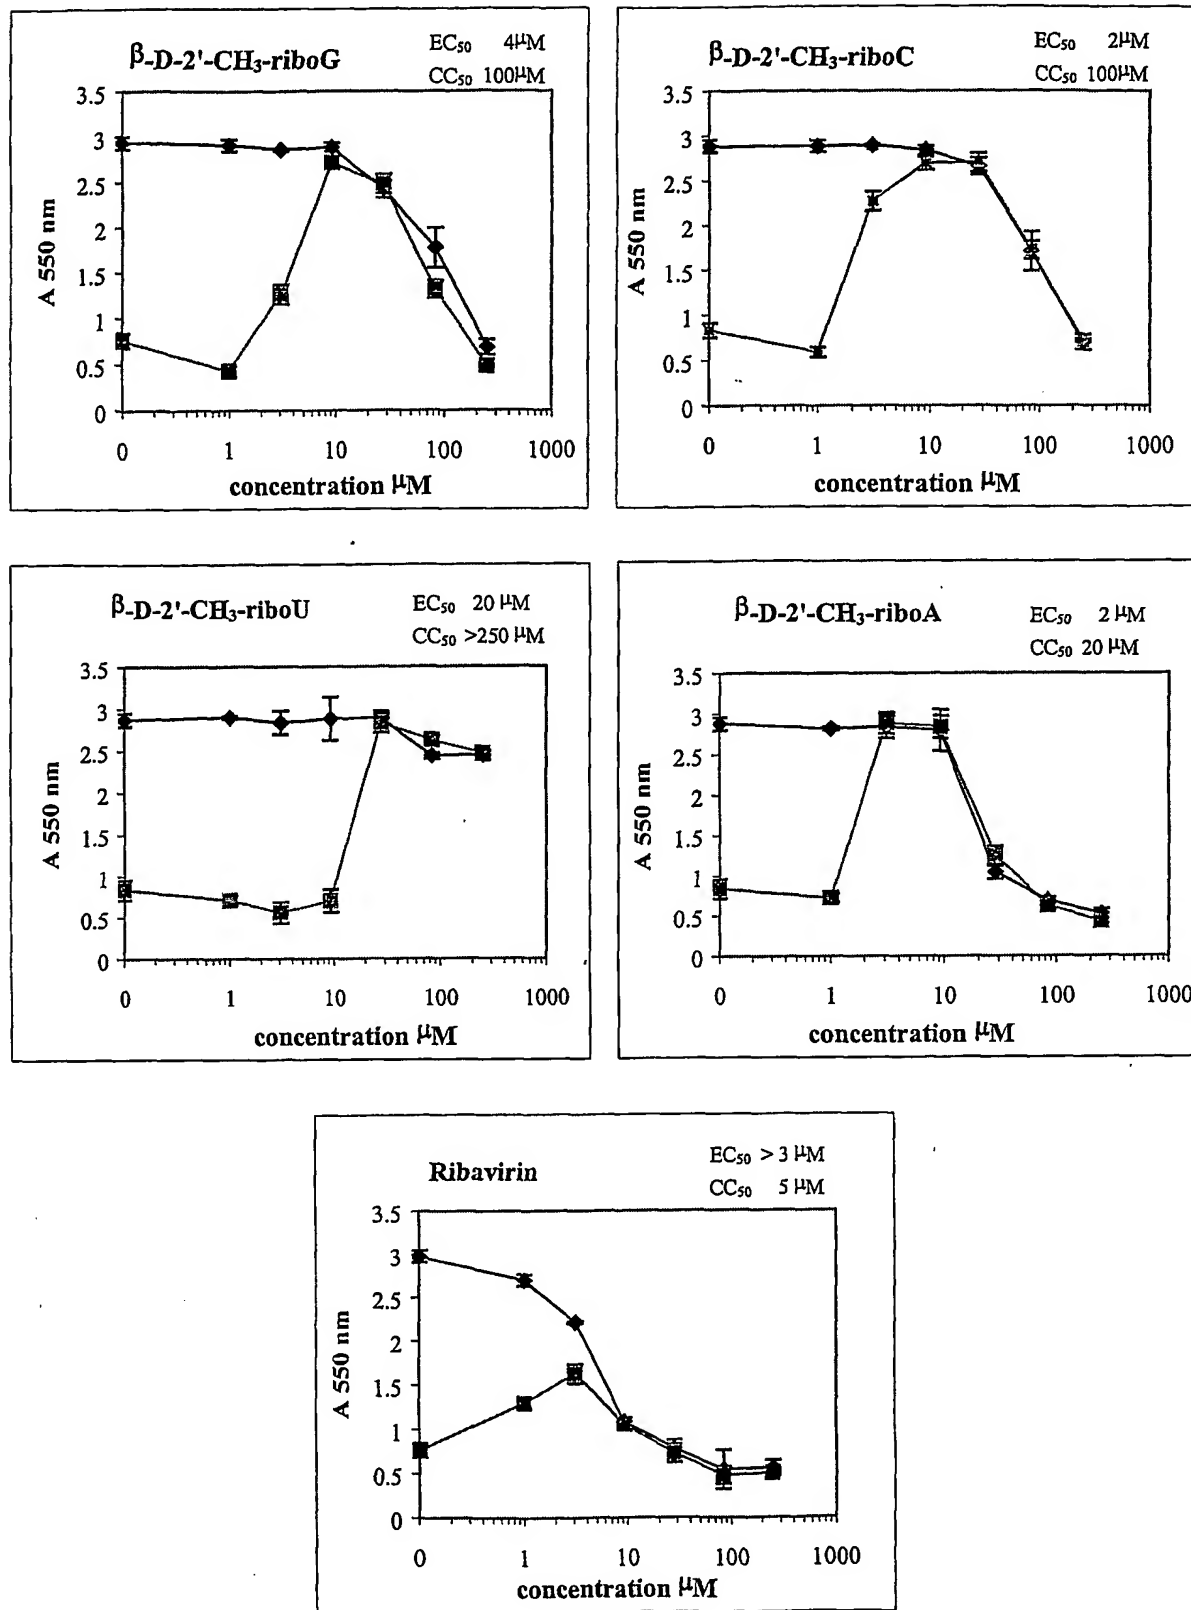 β-D-2'-CH₃-riboG
EC₅₀ 4μM
CC₅₀ 100μM
3.5
3
2.5
2
1.5
1
0.5
0
A 550 nm
0 1 10 100 1000
concentration μM
β-D-2'-CH₃-riboC
EC₅₀ 2μM
CC₅₀ 100μM
3.5
3
2.5
2
1.5
1
0.5
0
A 550 nm
0 1 10 100 1000
concentration μM
β-D-2'-CH₃-riboU
EC₅₀ 20 μM
CC₅₀ >250 μM
3.5
3
2.5
2
1.5
1
0.5
0
A 550 nm
0 1 10 100 1000
concentration μM
β-D-2'-CH₃-riboA
EC₅₀ 2 μM
CC₅₀ 20 μM
3.5
3
2.5
2
1.5
1
0.5
0
A 550 nm
0 1 10 100 1000
concentration μM
Ribavirin
EC₅₀ > 3 μM
CC₅₀ 5 μM
3.5
3
2.5
2
1.5
1
0.5
0
A 550 nm
0 1 10 100 1000
concentration μM